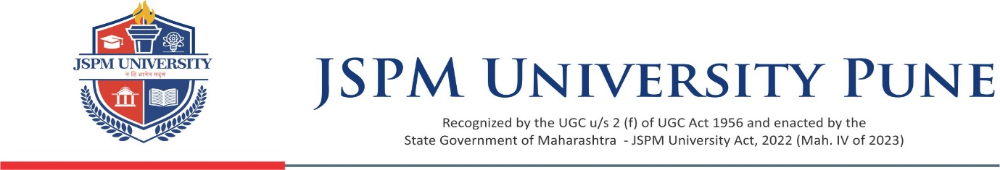 JSPM UNIVERSITY
न हि ज्ञानेन सदृशं
JSPM UNIVERSITY PUNE
Recognized by the UGC u/s 2 (f) of UGC Act 1956 and enacted by the
State Government of Maharashtra - JSPM University Act, 2022 (Mah. IV of 2023)